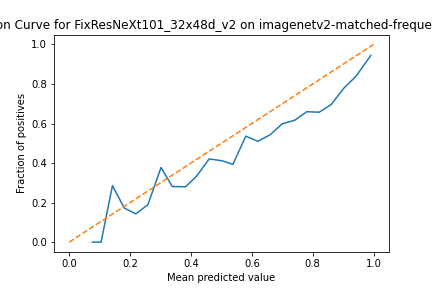 on Curve for FixResNeXt101_32x48d_v2 on imagenetv2-matched-freque
1.0
0.8
0.6
0.4
0.2
0.0
Fraction of positives
0.0 0.2 0.4 0.6 0.8 1.0
Mean predicted value